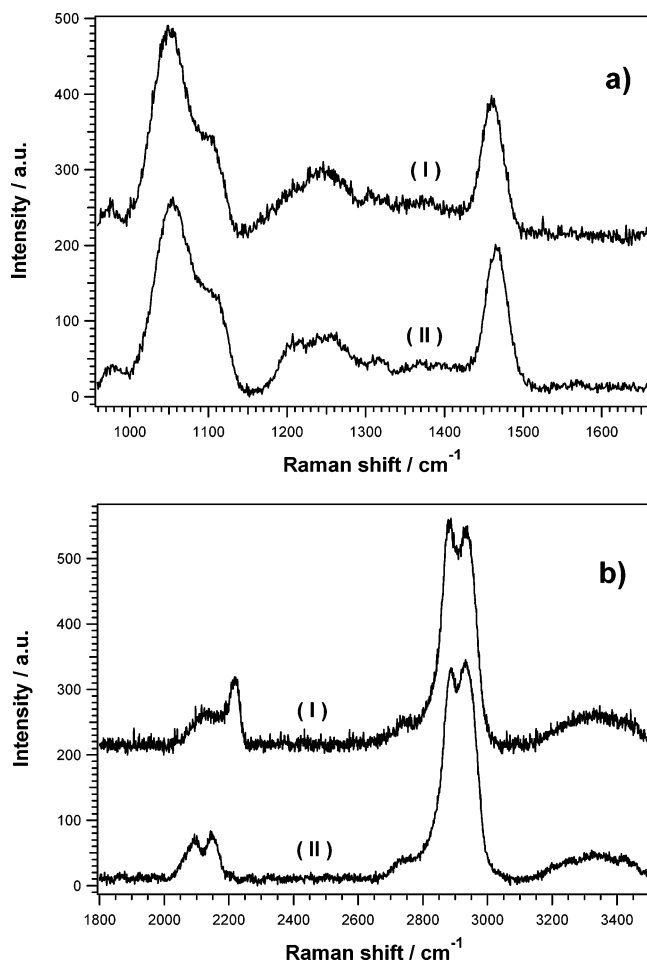 500
a)
400
( I )
300
200
( II )
100
0
Intensity / a.u.
1000 1100 1200 1300 1400 1500 1600
Raman shift / cm⁻¹
500
b)
400
300
( I )
200
100
( II )
0
Intensity / a.u.
1800 2000 2200 2400 2600 2800 3000 3200 3400
Raman shift / cm⁻¹